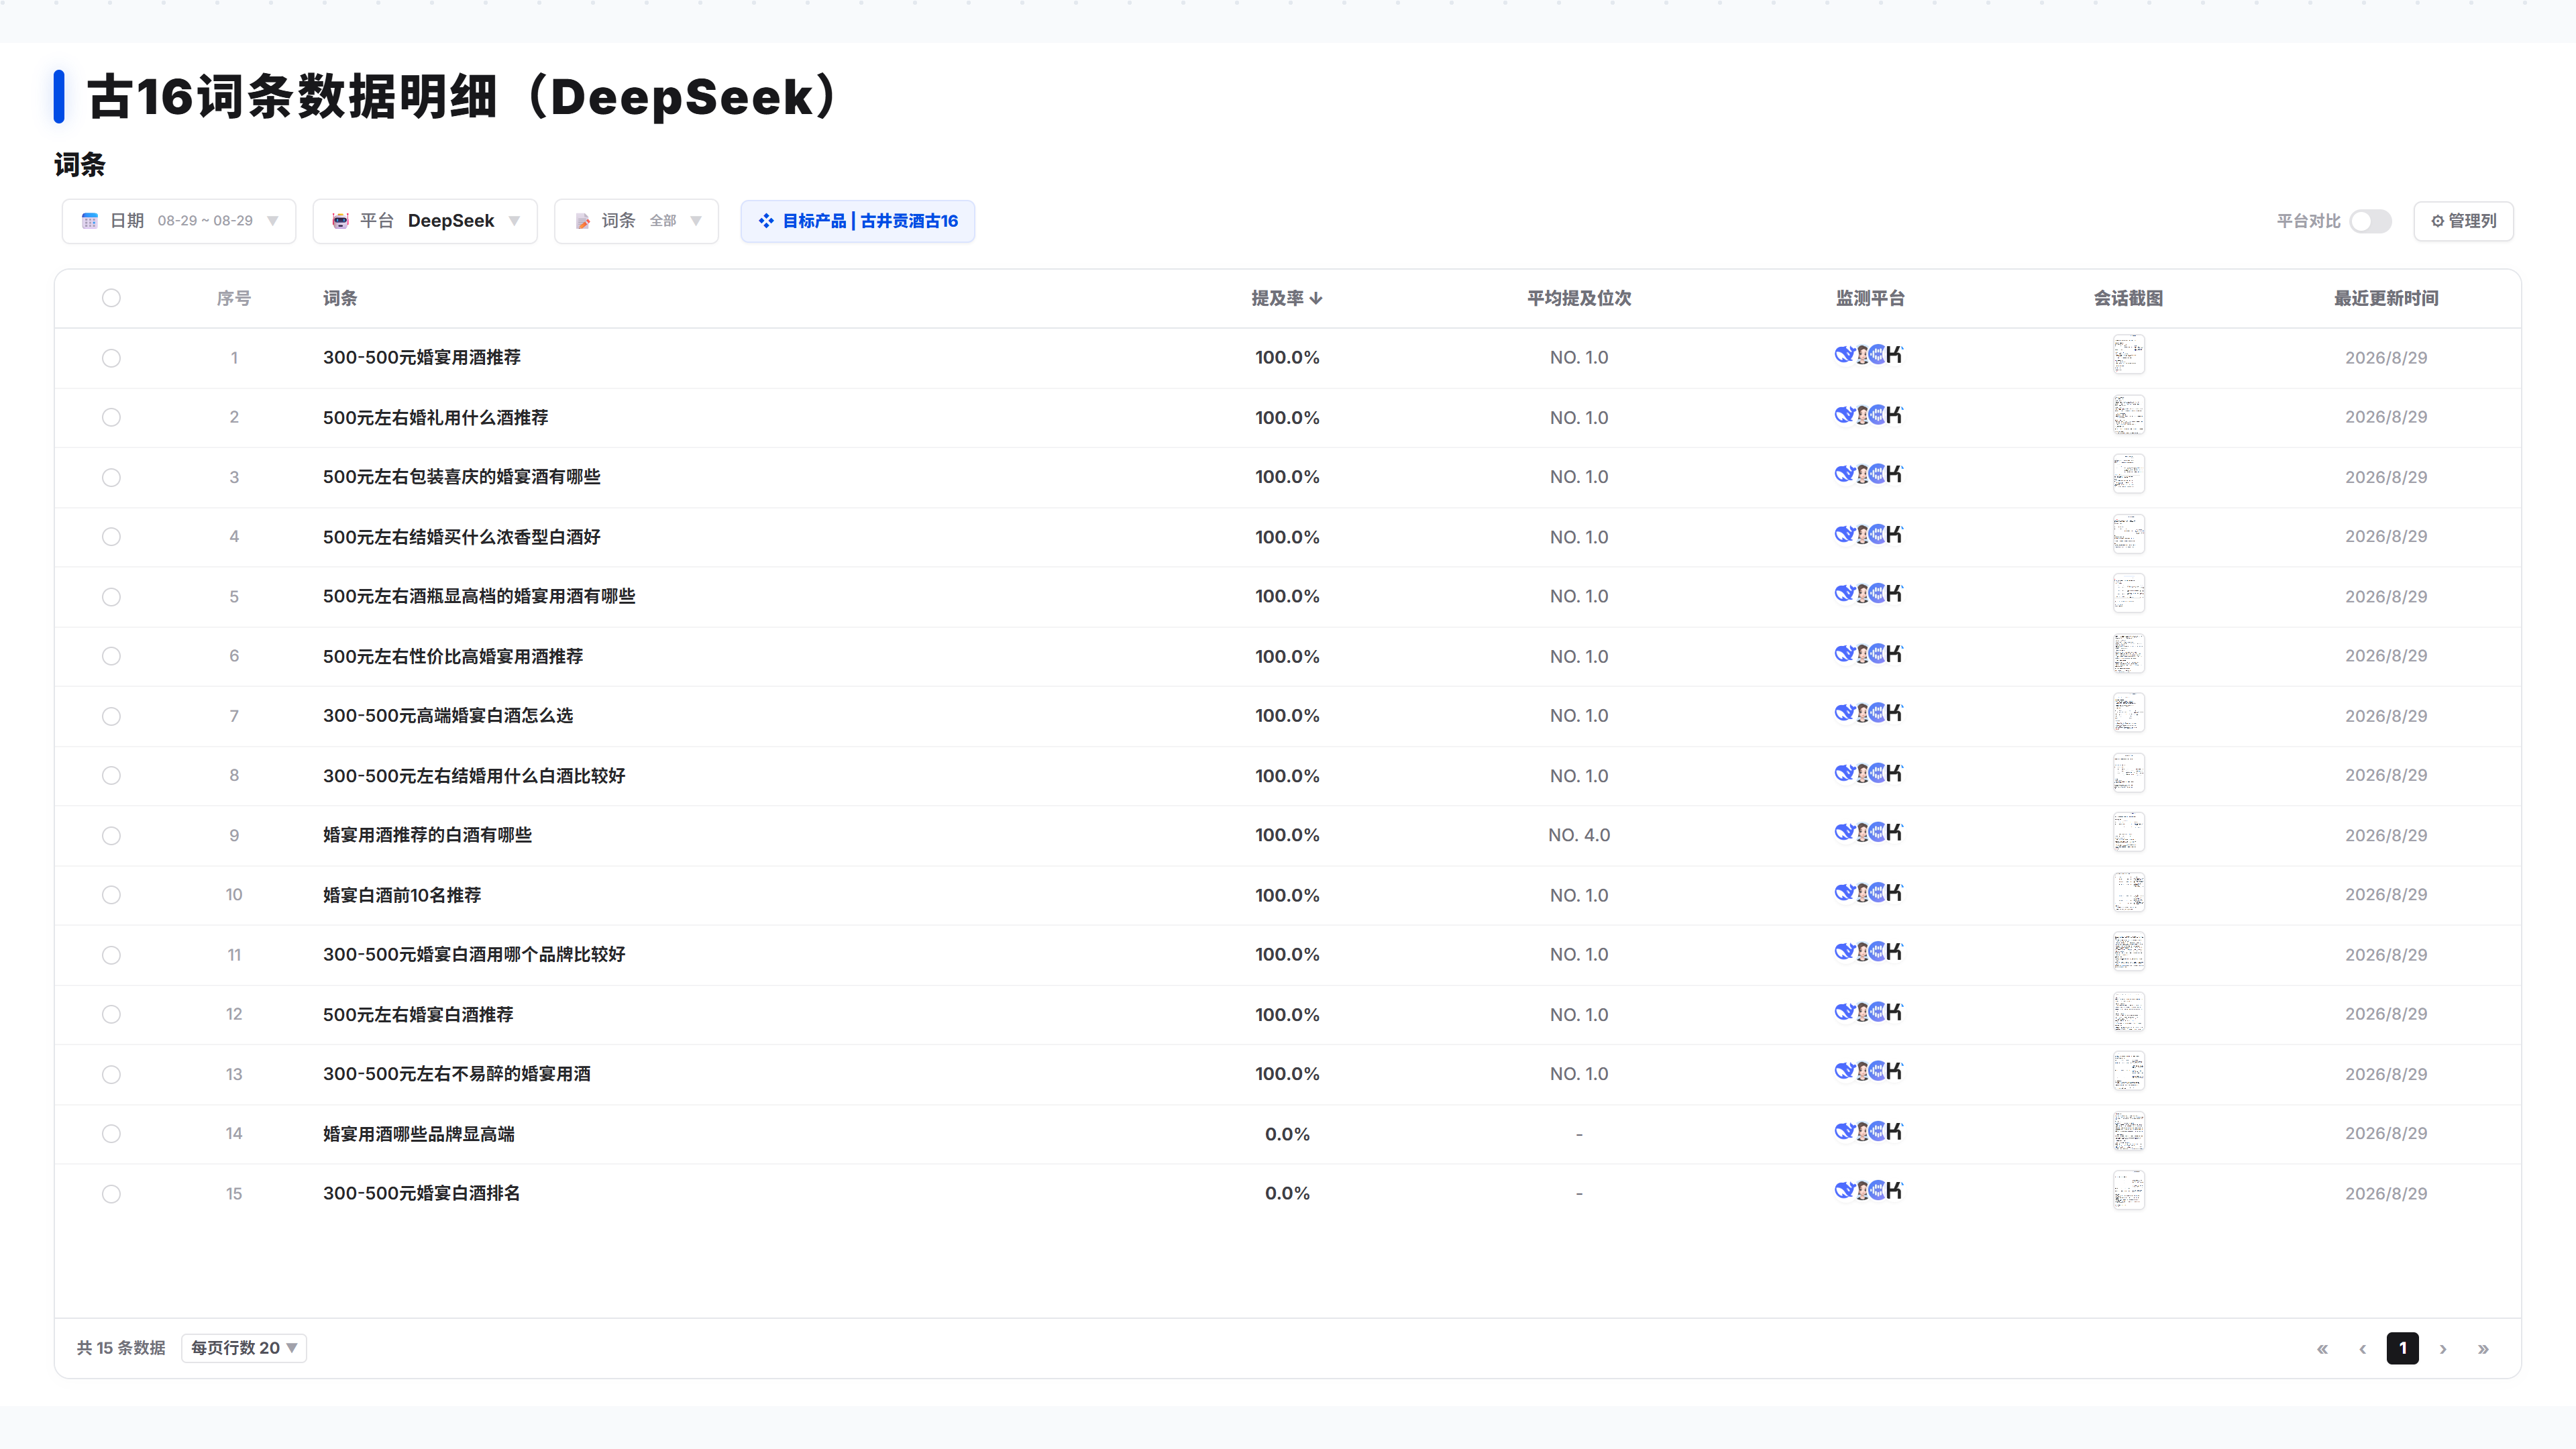 古16词条数据明细（DeepSeek）
词条
日期 08-29 ~ 08-29 平台 DeepSeek 词条 全部 目标产品 | 古井贡酒古16 平台对比 管理列
序号 词条 提及率 平均提及位次 监测平台 会话截图 最近更新时间
1 300-500元婚宴用酒推荐 100.0% NO. 1.0 2026/8/29
2 500元左右婚礼用什么酒推荐 100.0% NO. 1.0 2026/8/29
3 500元左右包装喜庆的婚宴酒有哪些 100.0% NO. 1.0 2026/8/29
4 500元左右结婚买什么浓香型白酒好 100.0% NO. 1.0 2026/8/29
5 500元左右酒瓶显高档的婚宴用酒有哪些 100.0% NO. 1.0 2026/8/29
6 500元左右性价比高婚宴用酒推荐 100.0% NO. 1.0 2026/8/29
7 300-500元高端婚宴白酒怎么选 100.0% NO. 1.0 2026/8/29
8 300-500元左右结婚用什么白酒比较好 100.0% NO. 1.0 2026/8/29
9 婚宴用酒推荐的白酒有哪些 100.0% NO. 4.0 2026/8/29
10 婚宴白酒前10名推荐 100.0% NO. 1.0 2026/8/29
11 300-500元婚宴白酒用哪个品牌比较好 100.0% NO. 1.0 2026/8/29
12 500元左右婚宴白酒推荐 100.0% NO. 1.0 2026/8/29
13 300-500元左右不易醉的婚宴用酒 100.0% NO. 1.0 2026/8/29
14 婚宴用酒哪些品牌显高端 0.0% - 2026/8/29
15 300-500元婚宴白酒排名 0.0% - 2026/8/29
共 15 条数据 每页行数 20 « ‹ 1 › »